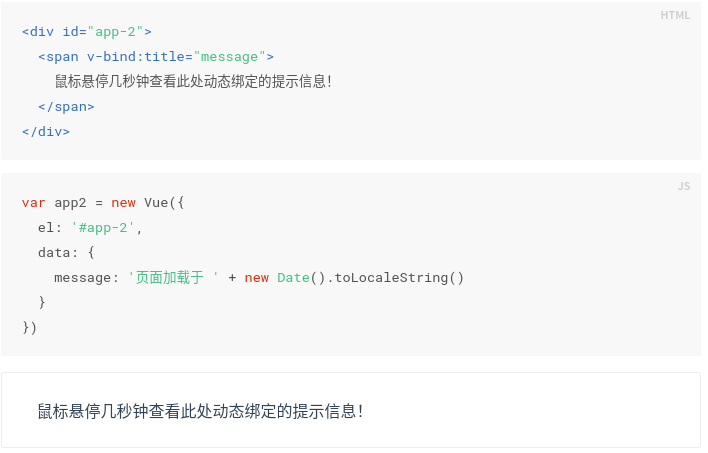 HTML
<div id="app-2">
  <span v-bind:title="message">
    鼠标悬停几秒钟查看此处动态绑定的提示信息！
  </span>
</div>
JS
var app2 = new Vue({
  el: '#app-2',
  data: {
    message: '页面加载于 ' + new Date().toLocaleString()
  }
})
鼠标悬停几秒钟查看此处动态绑定的提示信息！